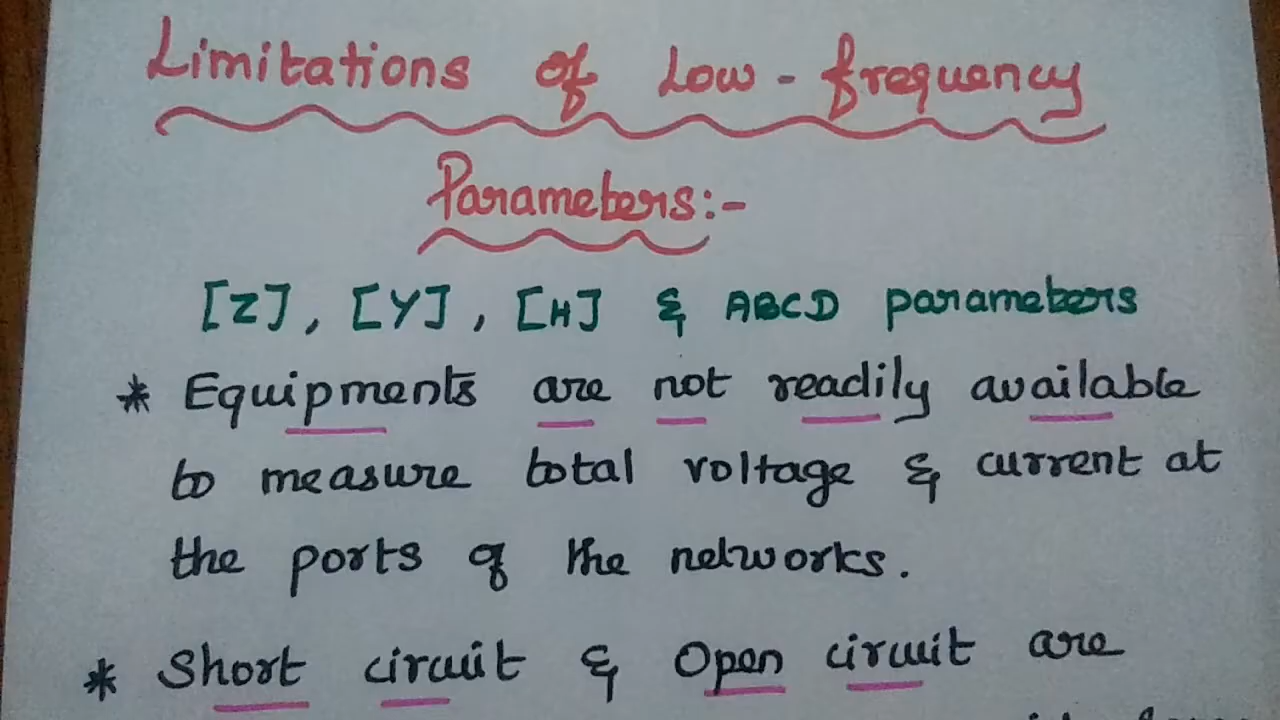 Limitations of Low-frequency
Parameters:-
[Z], [Y], [H] & ABCD parameters
* Equipments are not readily available
to measure total voltage & current at
the ports of the networks.
* Short circuit & Open circuit are